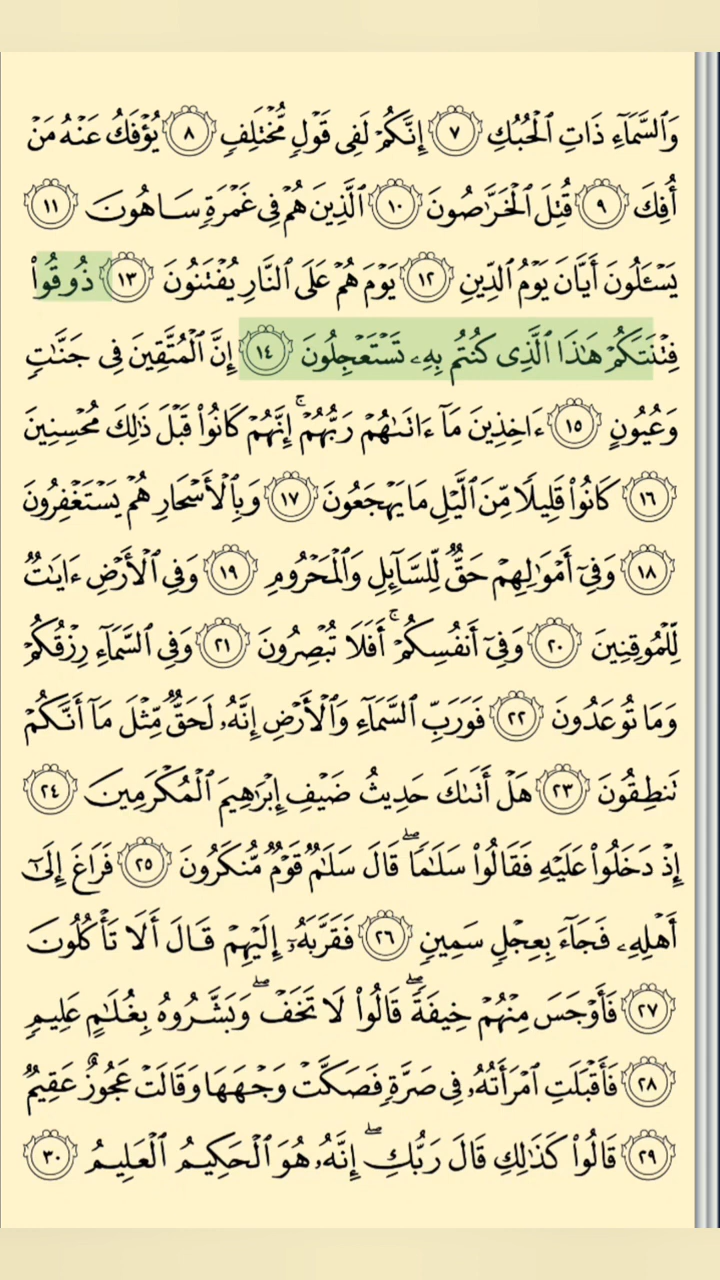 وَٱلسَّمَآءِ ذَاتِ ٱلۡحُبُكِ ٧ إِنَّكُمۡ لَفِي قَوۡلٖ مُّخۡتَلِفٖ ٨ يُؤۡفَكُ عَنۡهُ مَنۡ
أُفِكَ ٩ قُتِلَ ٱلۡخَرَّٰصُونَ ١٠ ٱلَّذِينَ هُمۡ فِي غَمۡرَةٖ سَاهُونَ ١١
يَسۡـَٔلُونَ أَيَّانَ يَوۡمُ ٱلدِّينِ ١٢ يَوۡمَ هُمۡ عَلَى ٱلنَّارِ يُفۡتَنُونَ ١٣ ذُوقُواْ
فِتۡنَتَكُمۡ هَٰذَا ٱلَّذِي كُنتُم بِهِۦ تَسۡتَعۡجِلُونَ ١٤ إِنَّ ٱلۡمُتَّقِينَ فِي جَنَّٰتٖ
وَعُيُونٍ ١٥ ءَاخِذِينَ مَآ ءَاتَىٰهُمۡ رَبُّهُمۡۚ إِنَّهُمۡ كَانُواْ قَبۡلَ ذَٰلِكَ مُحۡسِنِينَ
١٦ كَانُواْ قَلِيلٗا مِّنَ ٱلَّيۡلِ مَا يَهۡجَعُونَ ١٧ وَبِٱلۡأَسۡحَارِ هُمۡ يَسۡتَغۡفِرُونَ
١٨ وَفِيٓ أَمۡوَٰلِهِمۡ حَقّٞ لِّلسَّآئِلِ وَٱلۡمَحۡرُومِ ١٩ وَفِي ٱلۡأَرۡضِ ءَايَٰتٞ
لِّلۡمُوقِنِينَ ٢٠ وَفِيٓ أَنفُسِكُمۡۚ أَفَلَا تُبۡصِرُونَ ٢١ وَفِي ٱلسَّمَآءِ رِزۡقُكُمۡ
وَمَا تُوعَدُونَ ٢٢ فَوَرَبِّ ٱلسَّمَآءِ وَٱلۡأَرۡضِ إِنَّهُۥ لَحَقّٞ مِّثۡلَ مَآ أَنَّكُمۡ
تَنطِقُونَ ٢٣ هَلۡ أَتَىٰكَ حَدِيثُ ضَيۡفِ إِبۡرَٰهِيمَ ٱلۡمُكۡرَمِينَ ٢٤
إِذۡ دَخَلُواْ عَلَيۡهِ فَقَالُواْ سَلَٰمٗاۖ قَالَ سَلَٰمٞ قَوۡمٞ مُّنكَرُونَ ٢٥ فَرَاغَ إِلَىٰٓ
أَهۡلِهِۦ فَجَآءَ بِعِجۡلٖ سَمِينٖ ٢٦ فَقَرَّبَهُۥٓ إِلَيۡهِمۡ قَالَ أَلَا تَأۡكُلُونَ
٢٧ فَأَوۡجَسَ مِنۡهُمۡ خِيفَةٗۖ قَالُواْ لَا تَخَفۡۖ وَبَشَّرُوهُ بِغُلَٰمٍ عَلِيمٖ
٢٨ فَأَقۡبَلَتِ ٱمۡرَأَتُهُۥ فِي صَرَّةٖ فَصَكَّتۡ وَجۡهَهَا وَقَالَتۡ عَجُوزٌ عَقِيمٞ
٢٩ قَالُواْ كَذَٰلِكِ قَالَ رَبُّكِۖ إِنَّهُۥ هُوَ ٱلۡحَكِيمُ ٱلۡعَلِيمُ ٣٠